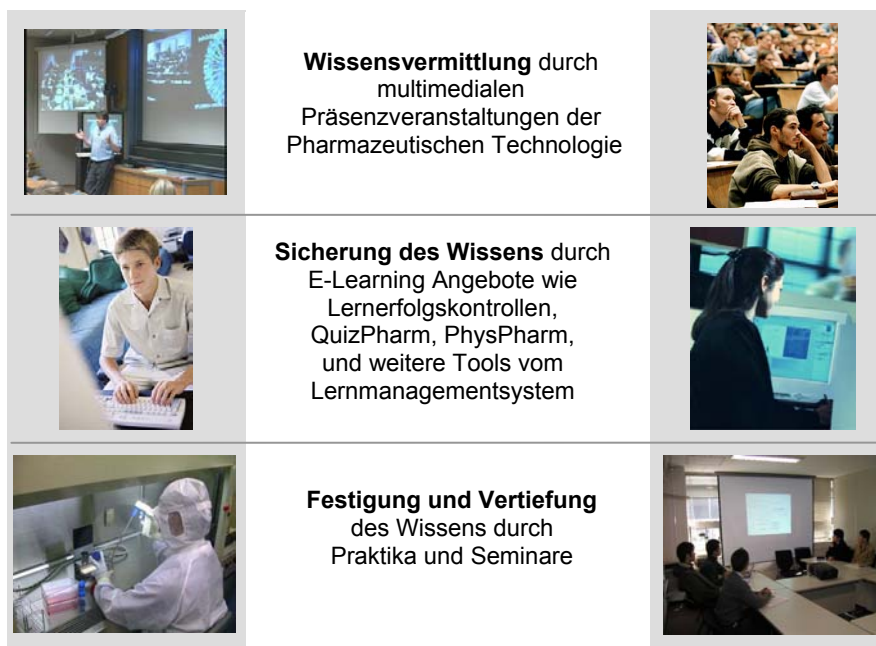 Wissensvermittlung durch
multimedialen
Präsenzveranstaltungen der
Pharmazeutischen Technologie
Sicherung des Wissens durch
E-Learning Angebote wie
Lernerfolgskontrollen,
QuizPharm, PhysPharm,
und weitere Tools vom
Lernmanagementsystem
Festigung und Vertiefung
des Wissens durch
Praktika und Seminare